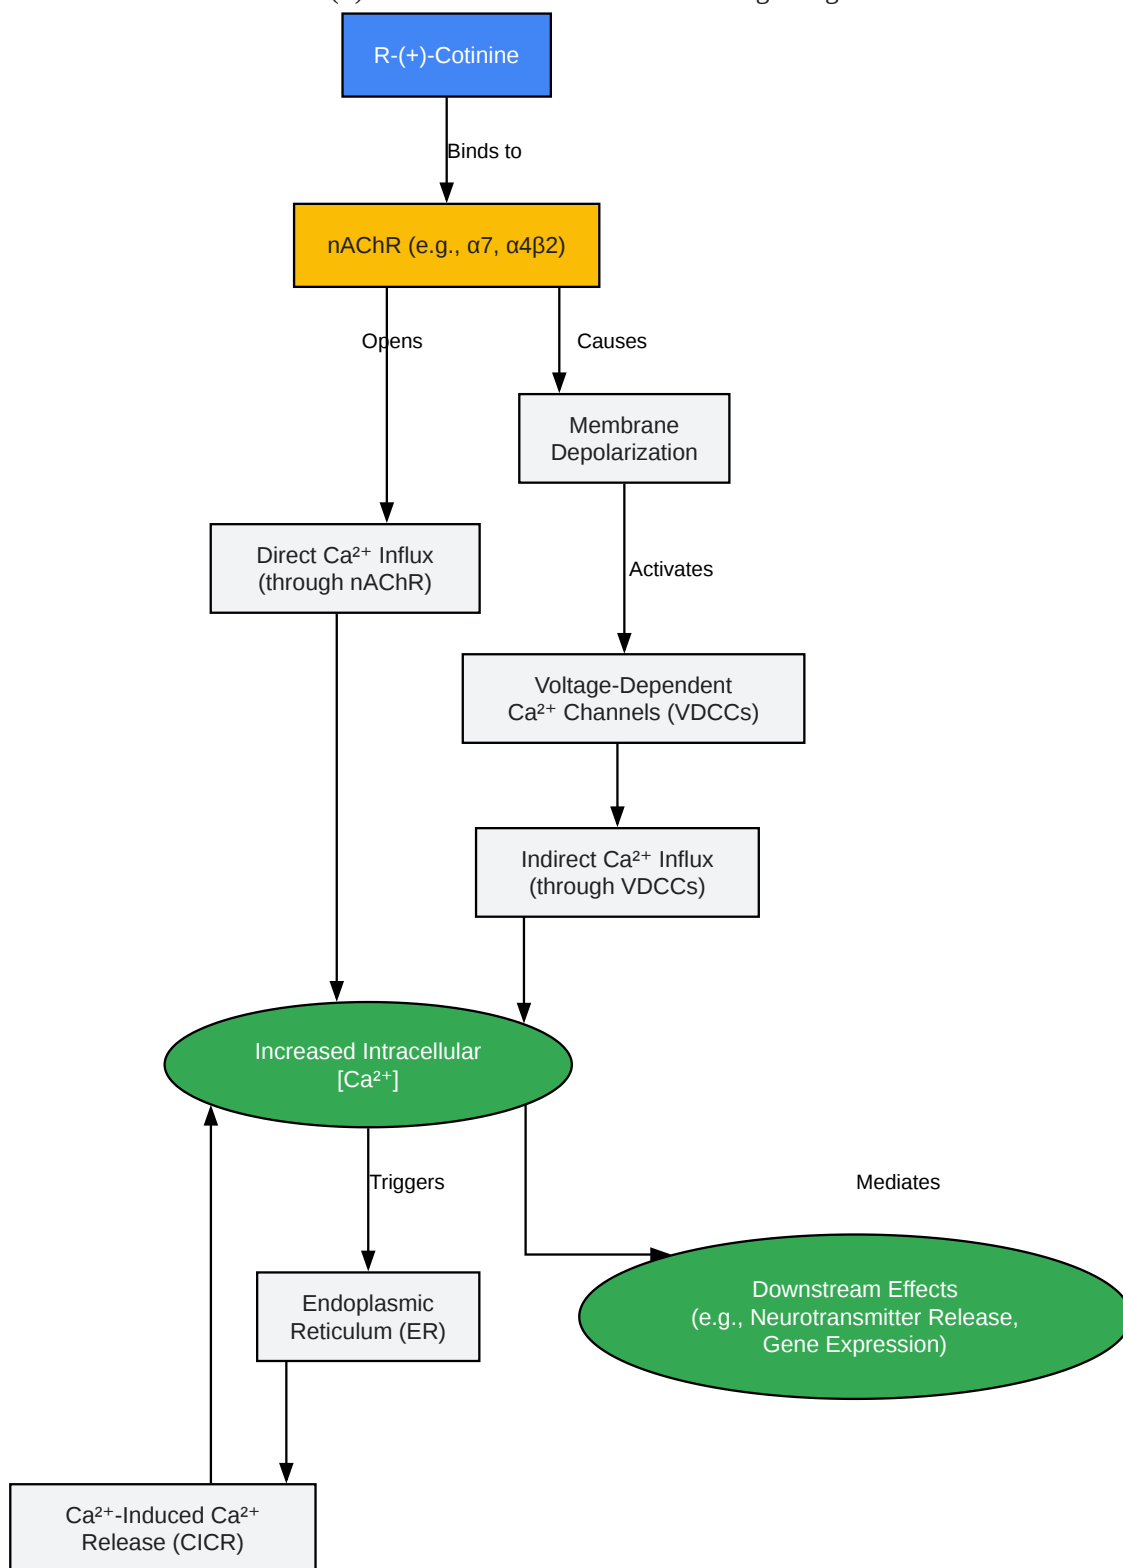 R-(+)-Cotinine
Binds to
nAChR (e.g., α7, α4β2)
Opens
Causes
Membrane
Depolarization
Direct Ca²⁺ Influx
(through nAChR)
Activates
Voltage-Dependent
Ca²⁺ Channels (VDCCs)
Indirect Ca²⁺ Influx
(through VDCCs)
Increased Intracellular
[Ca²⁺]
Triggers
Mediates
Endoplasmic
Reticulum (ER)
Downstream Effects
(e.g., Neurotransmitter Release,
Gene Expression)
Ca²⁺-Induced Ca²⁺
Release (CICR)